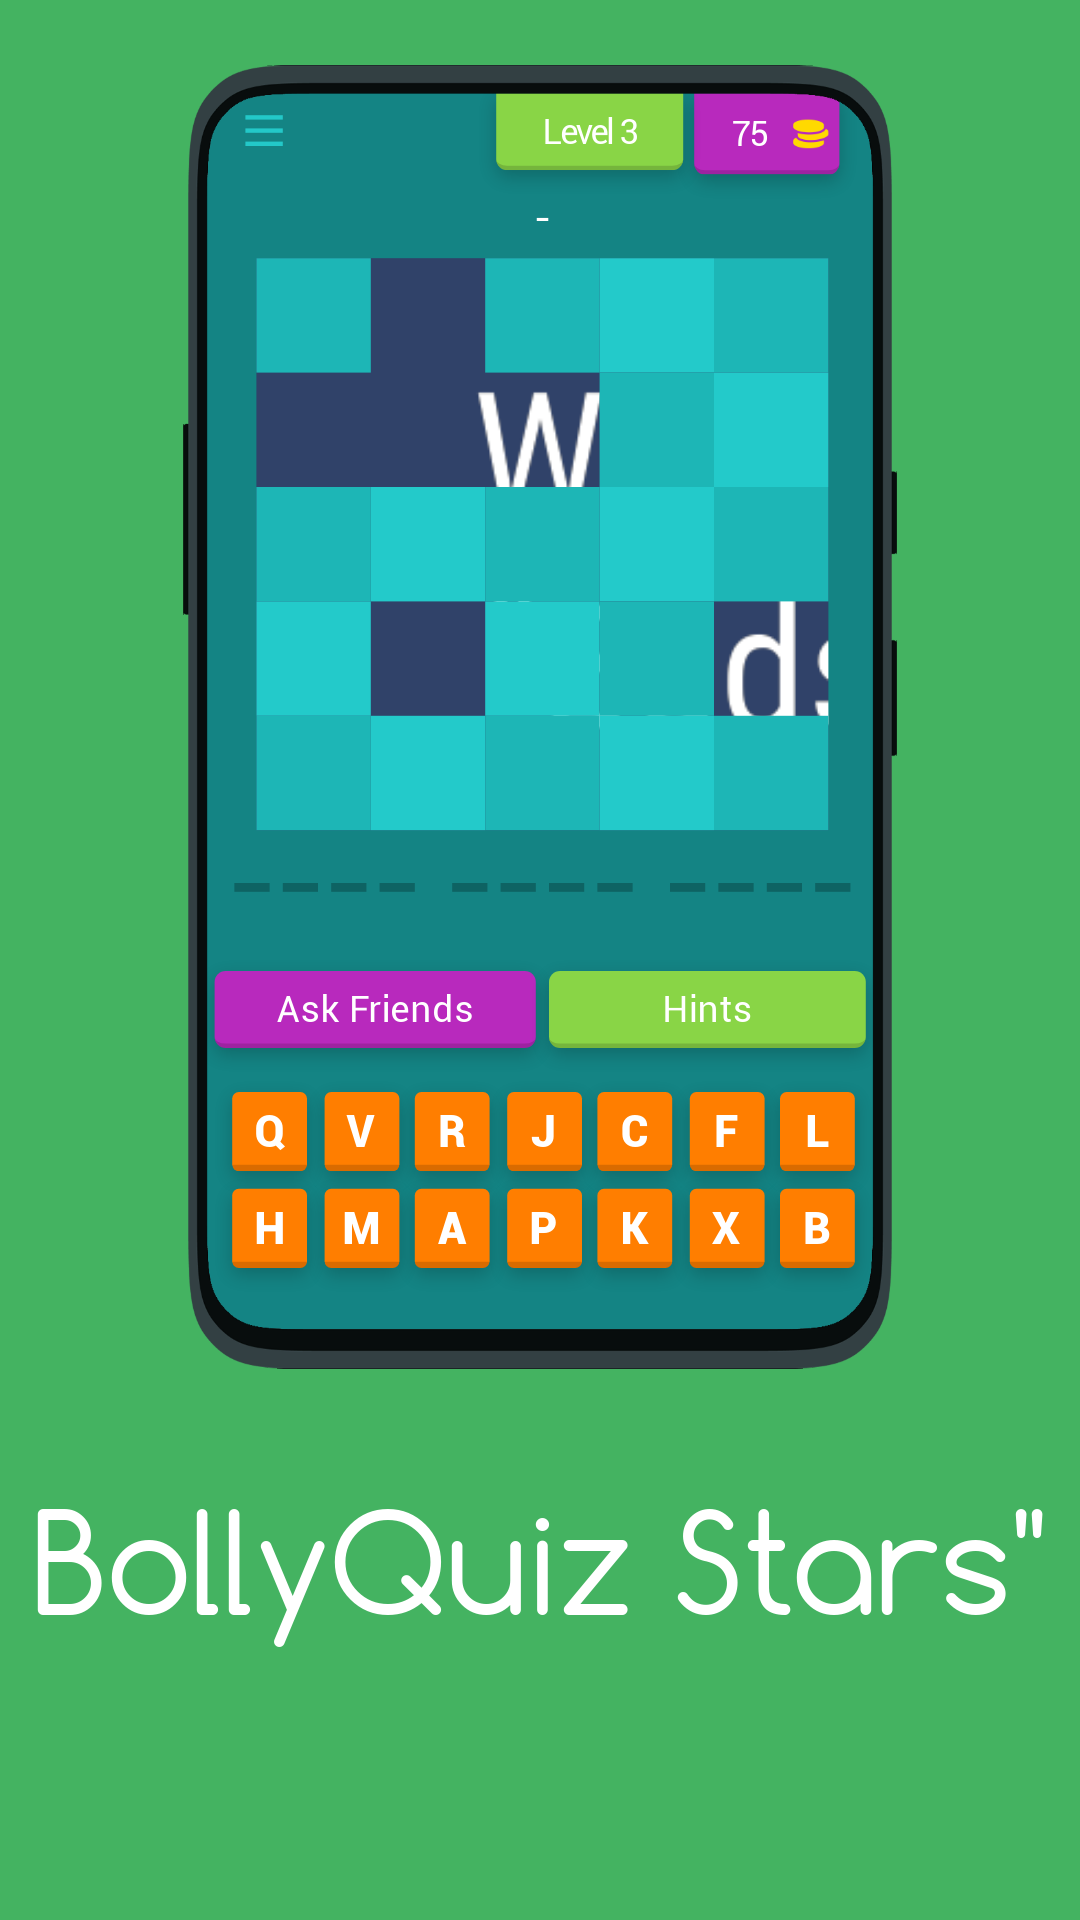 Level 3
75
-
W
ds
Ask Friends
Hints
Q V R J C F L
H M A P K X B
BollyQuiz Stars"